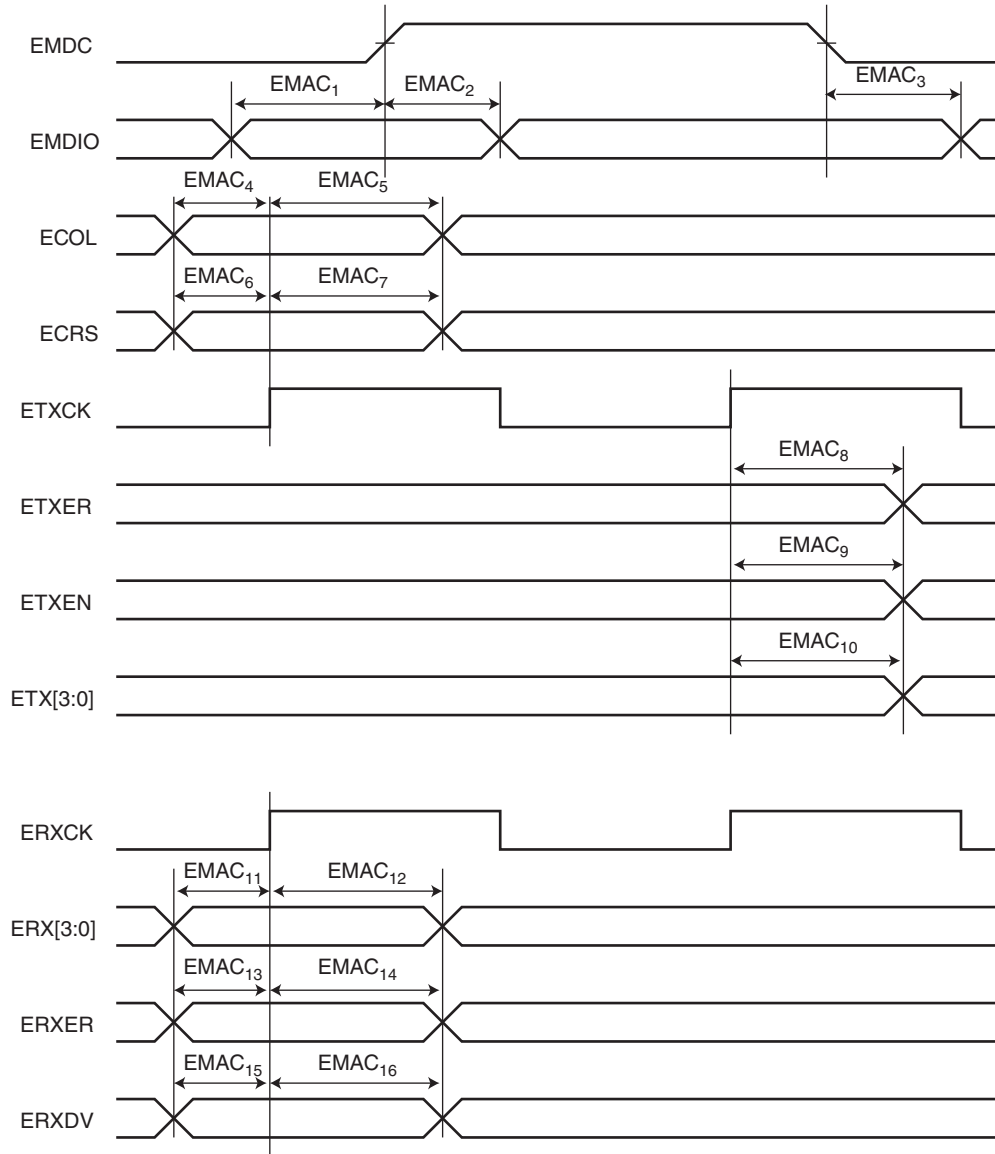 EMDC
EMAC₁ EMAC₂ EMAC₃
EMDIO
EMAC₄ EMAC₅
ECOL
EMAC₆ EMAC₇
ECRS
ETXCK
EMAC₈
ETXER
EMAC₉
ETXEN
EMAC₁₀
ETX[3:0]
ERXCK
EMAC₁₁ EMAC₁₂
ERX[3:0]
EMAC₁₃ EMAC₁₄
ERXER
EMAC₁₅ EMAC₁₆
ERXDV